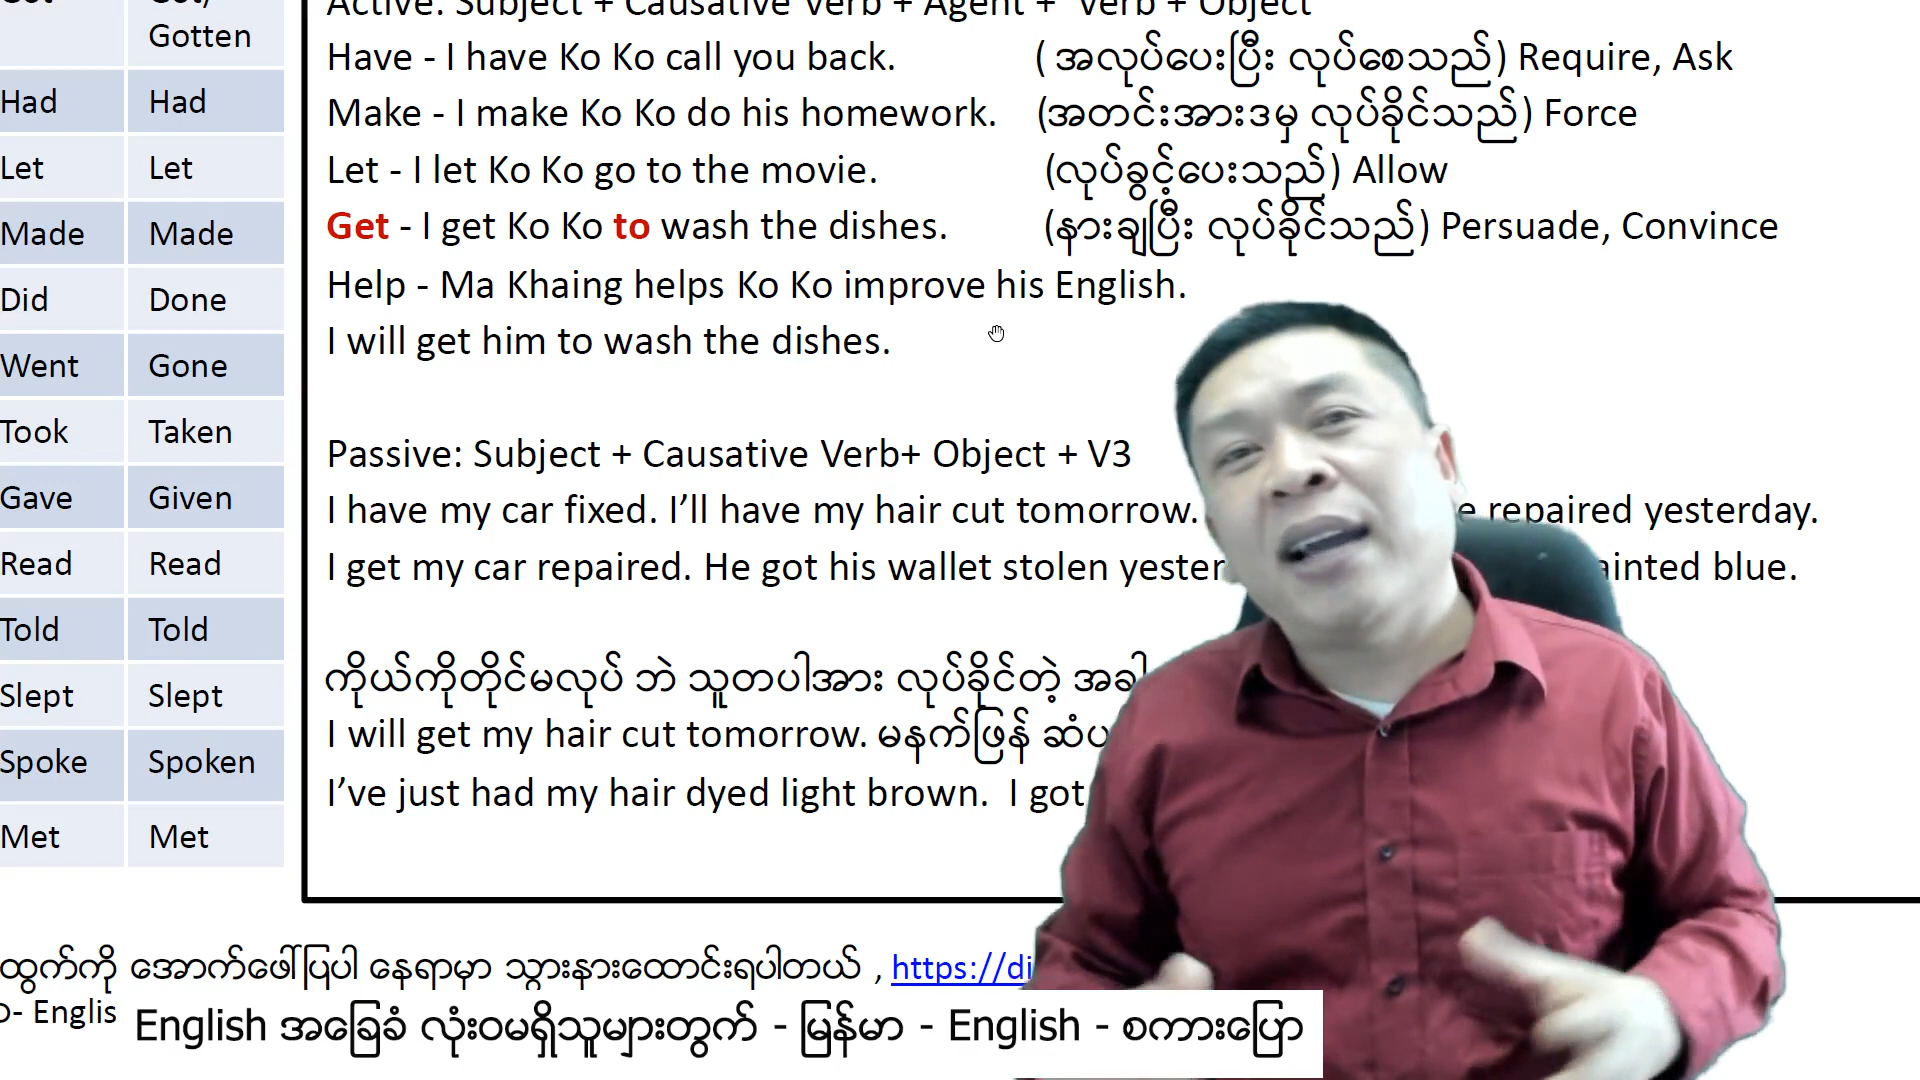 Gotten
Had Had
Let Let
Made Made
Did Done
Went Gone
Took Taken
Gave Given
Read Read
Told Told
Slept Slept
Spoke Spoken
Met Met
Active: Subject + Causative Verb + Agent + Verb + Object
Have - I have Ko Ko call you back. ( အလုပ်ပေးပြီး လုပ်စေသည်) Require, Ask
Make - I make Ko Ko do his homework. (အတင်းအားဒမှ လုပ်ခိုင်သည်) Force
Let - I let Ko Ko go to the movie. (လုပ်ခွင့်ပေးသည်) Allow
Get - I get Ko Ko to wash the dishes. (နားချပြီး လုပ်ခိုင်သည်) Persuade, Convince
Help - Ma Khaing helps Ko Ko improve his English.
I will get him to wash the dishes.
Passive: Subject + Causative Verb+ Object + V3
I have my car fixed. I’ll have my hair cut tomorrow. repaired yesterday.
I get my car repaired. He got his wallet stolen blue.
ကိုယ်ကိုတိုင်မလုပ် ဘဲ သူတပါအား လုပ်ခိုင်တဲ့ အခါ
I will get my hair cut tomorrow. မနက်ဖြန်
I’ve just had my hair dyed light brown. I got
ထွက်ကို အောက်ဖေါ်ပြပါ နေရာမှာ သွားနားထောင်းရပါတယ် , https://di
- Englis
English အခြေခံ လုံးဝမရှိသူများတွက် - မြန်မာ - English - စကားပြော